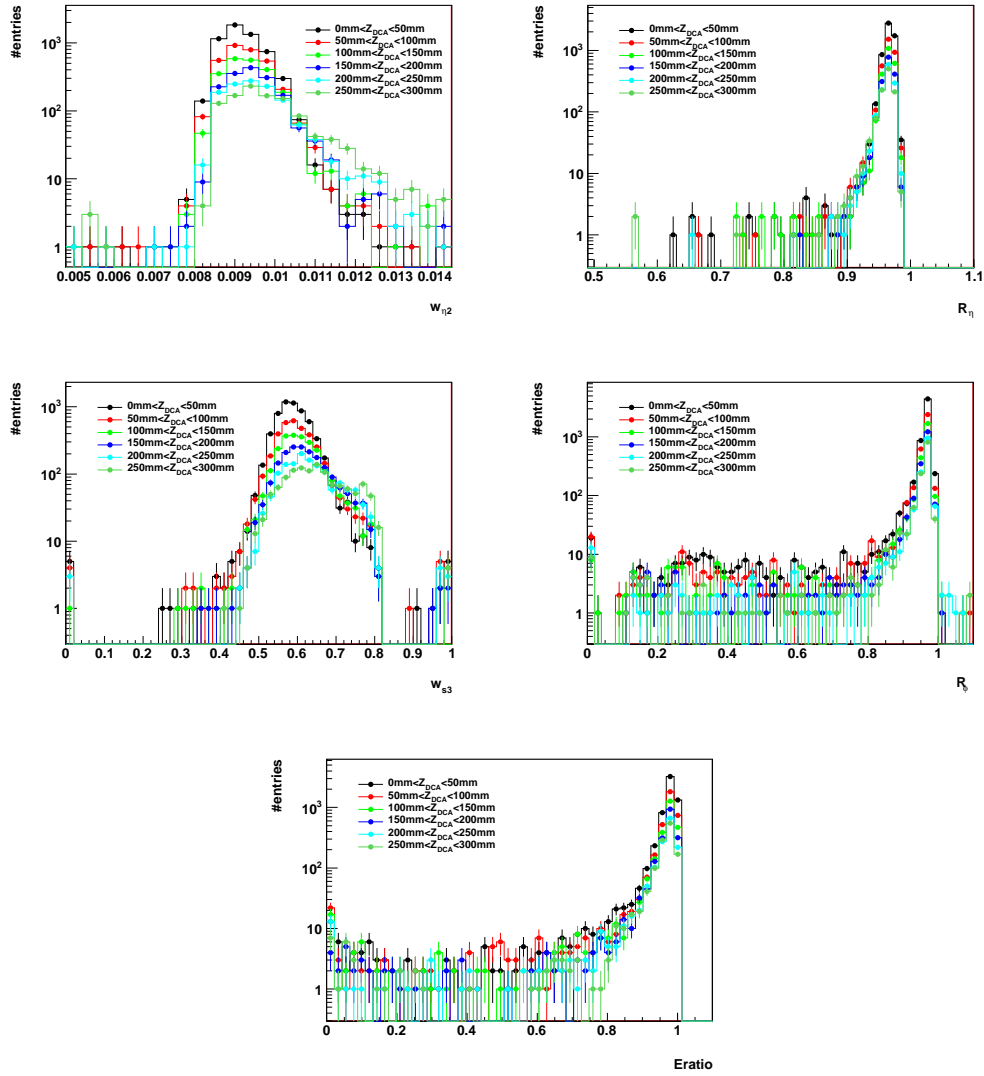 #entries
10³
10²
10
1
0mm<Z_DCA<50mm
50mm<Z_DCA<100mm
100mm<Z_DCA<150mm
150mm<Z_DCA<200mm
200mm<Z_DCA<250mm
250mm<Z_DCA<300mm
0.005 0.006 0.007 0.008 0.009 0.01 0.011 0.012 0.013 0.014
w_η2
#entries
10³
10²
10
1
0mm<Z_DCA<50mm
50mm<Z_DCA<100mm
100mm<Z_DCA<150mm
150mm<Z_DCA<200mm
200mm<Z_DCA<250mm
250mm<Z_DCA<300mm
0.5 0.6 0.7 0.8 0.9 1 1.1
R_η
#entries
10³
10²
10
1
0mm<Z_DCA<50mm
50mm<Z_DCA<100mm
100mm<Z_DCA<150mm
150mm<Z_DCA<200mm
200mm<Z_DCA<250mm
250mm<Z_DCA<300mm
0 0.1 0.2 0.3 0.4 0.5 0.6 0.7 0.8 0.9 1
w_s3
#entries
10³
10²
10
1
0mm<Z_DCA<50mm
50mm<Z_DCA<100mm
100mm<Z_DCA<150mm
150mm<Z_DCA<200mm
200mm<Z_DCA<250mm
250mm<Z_DCA<300mm
0 0.2 0.4 0.6 0.8 1
R_ϕ
#entries
10³
10²
10
1
0mm<Z_DCA<50mm
50mm<Z_DCA<100mm
100mm<Z_DCA<150mm
150mm<Z_DCA<200mm
200mm<Z_DCA<250mm
250mm<Z_DCA<300mm
0 0.2 0.4 0.6 0.8 1
Eratio